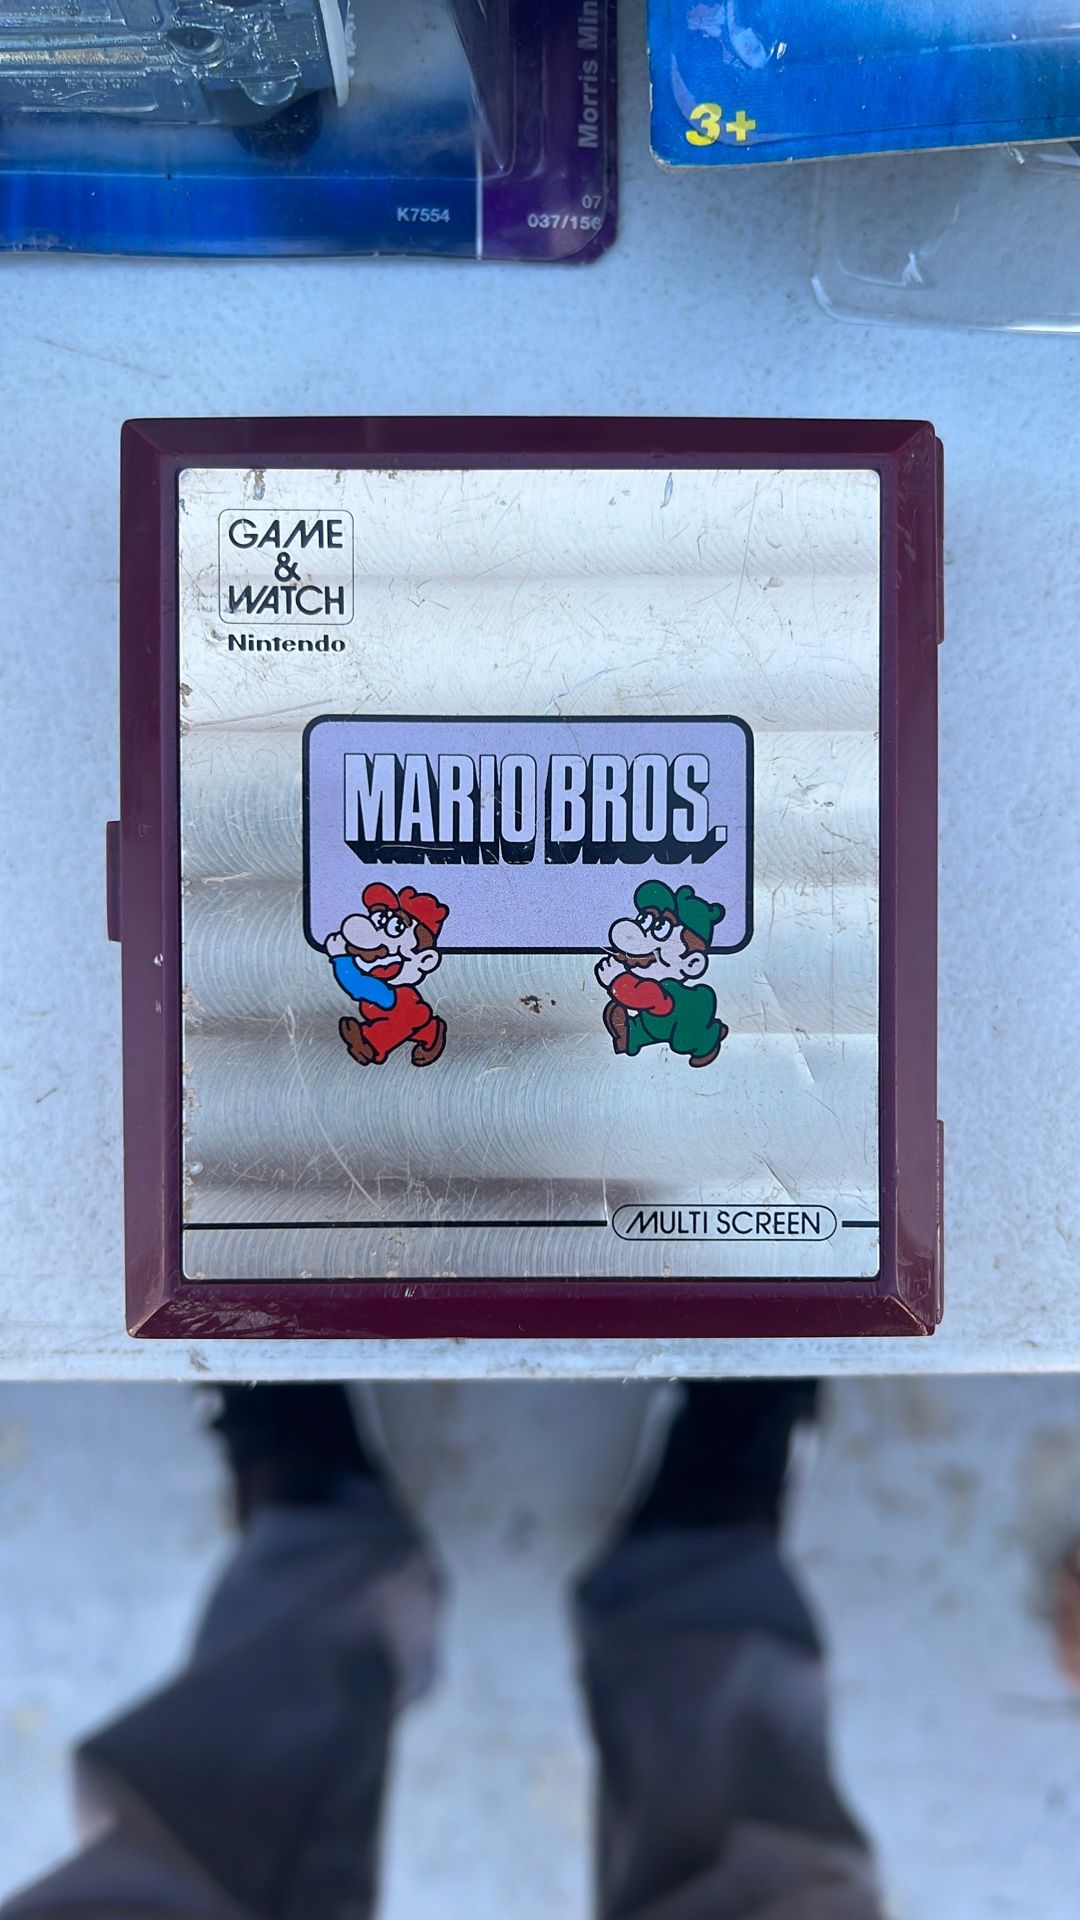 Morris Min
3+
K7554
07
037/156
GAME
&
WATCH
Nintendo
MARIO BROS.
MULTI SCREEN